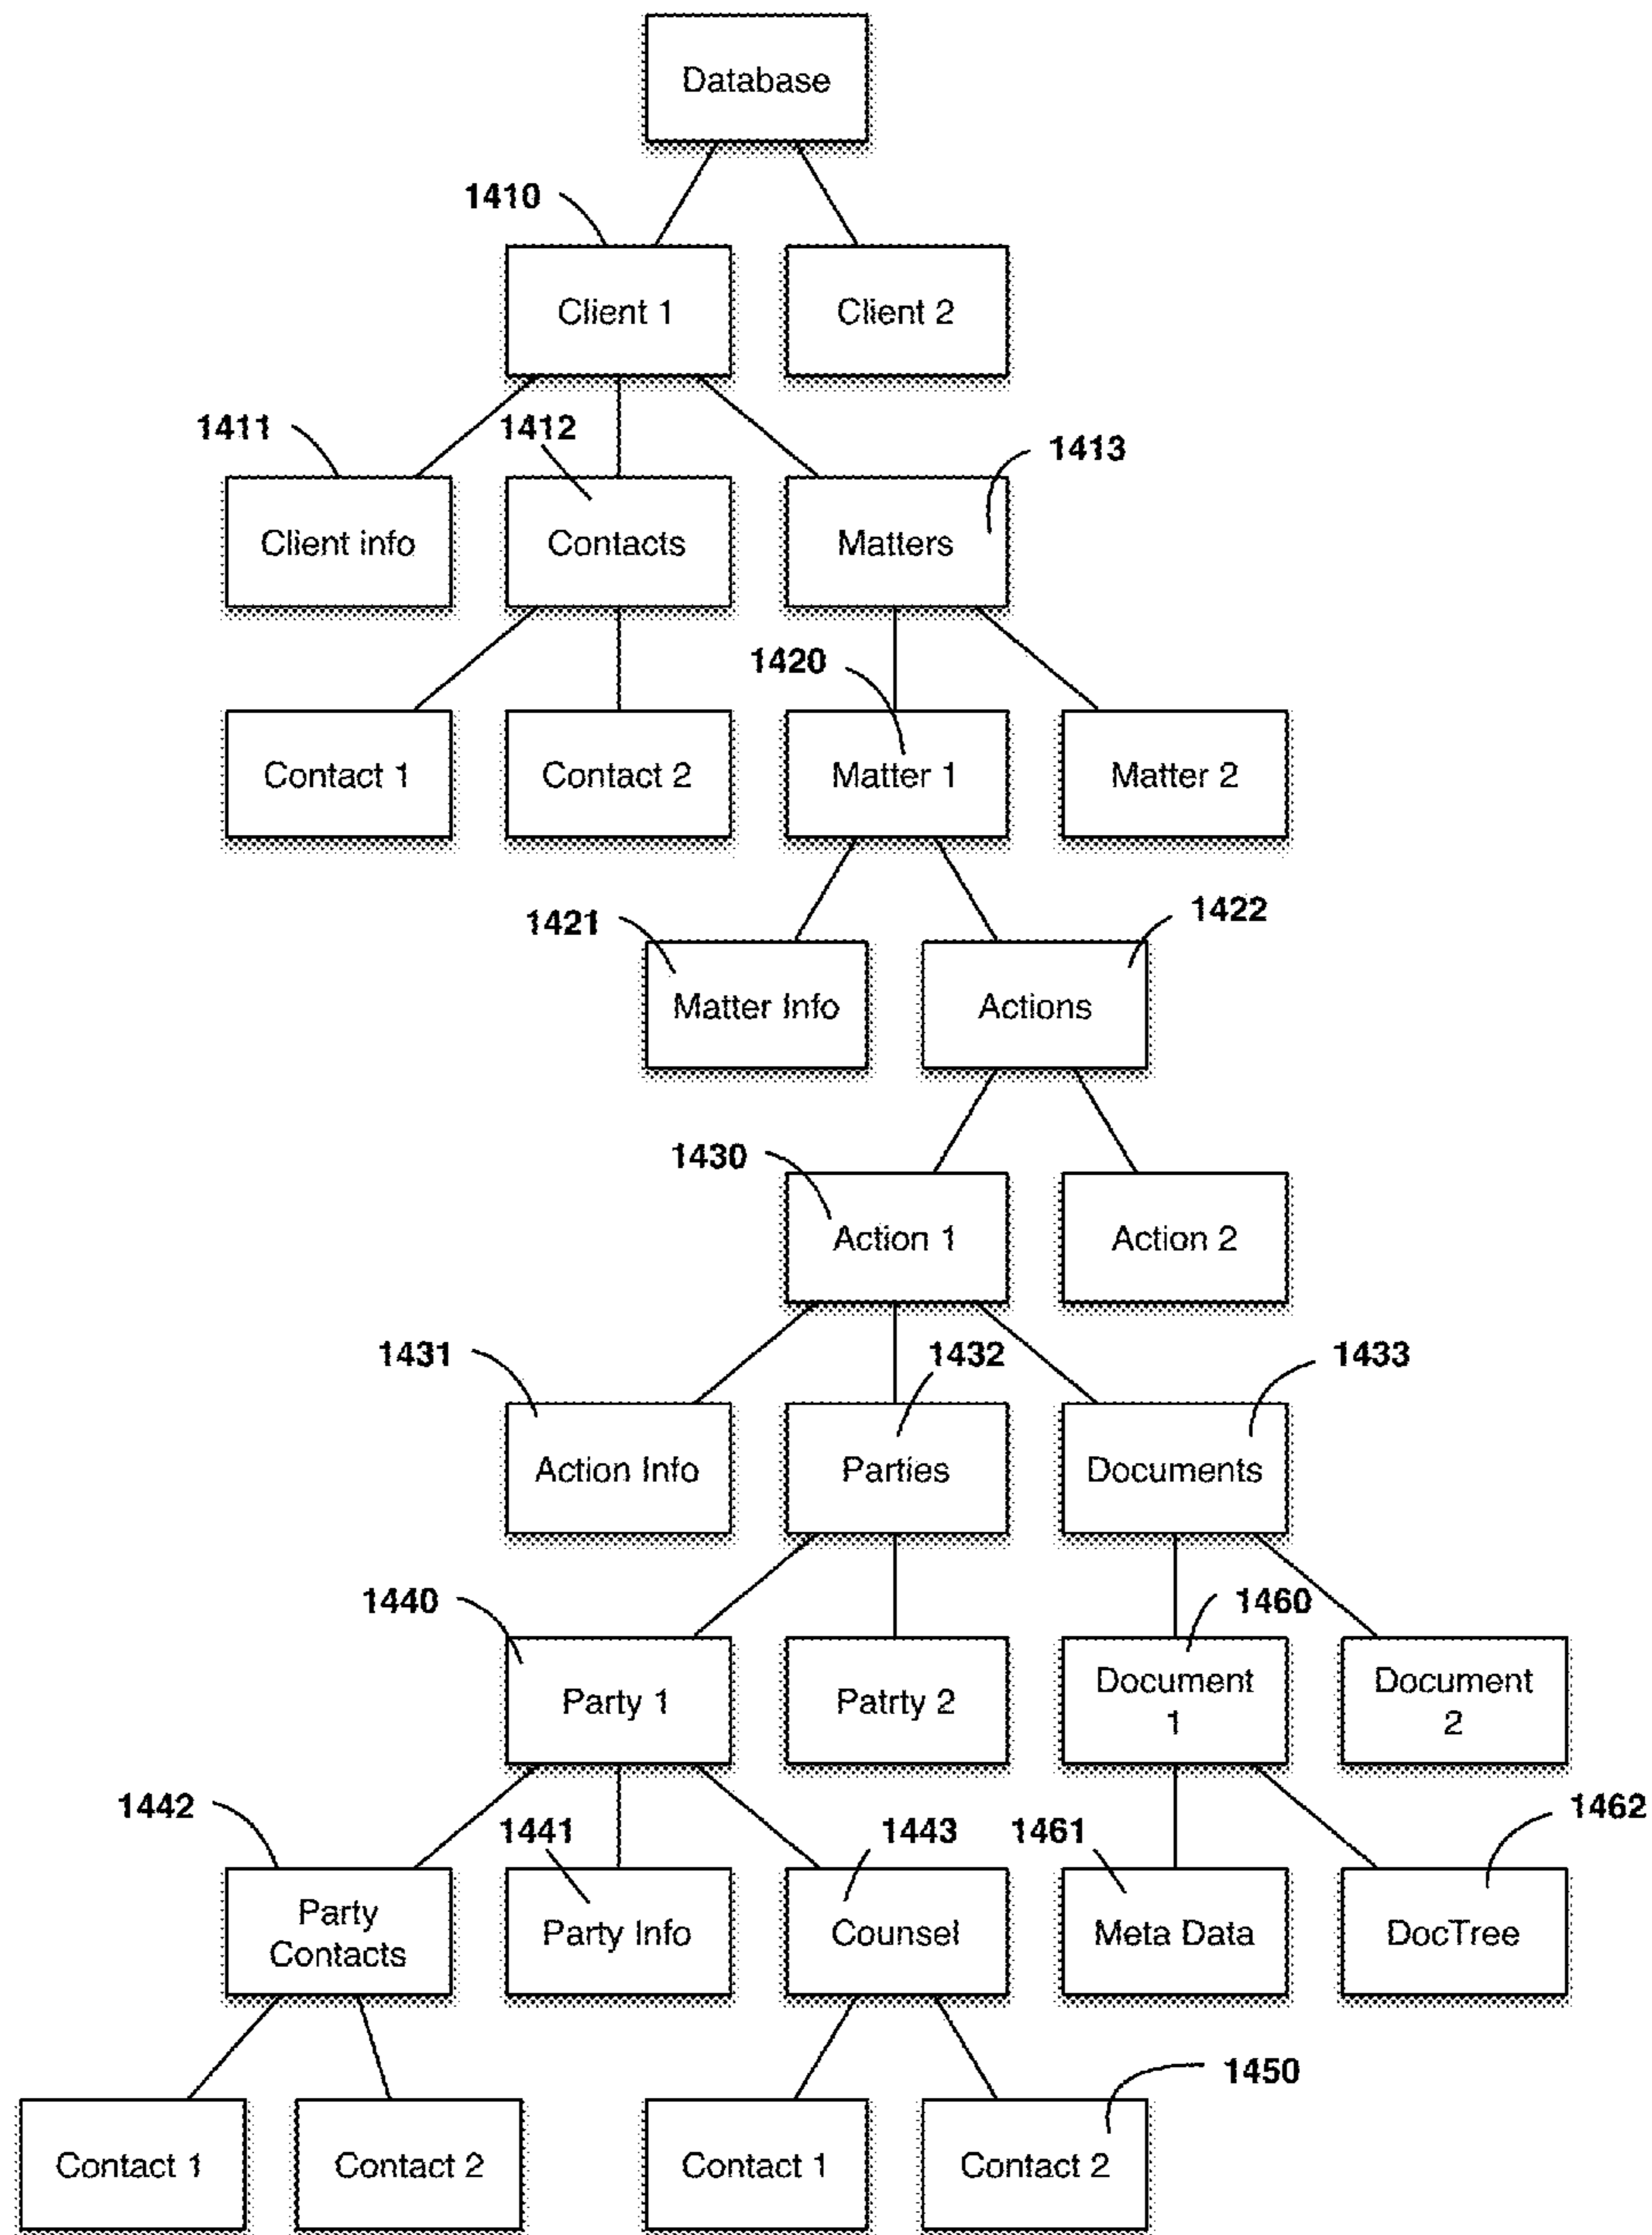 Database
1410
Client 1
Client 2
1411
1412
1413
Client info
Contacts
Matters
1420
Contact 1
Contact 2
Matter 1
Matter 2
1421
1422
Matter Info
Actions
1430
Action 1
Action 2
1431
1432
1433
Action Info
Parties
Documents
1440
1460
Party 1
Patrty 2
Document
1
Document
2
1442
1441
1443
1461
1462
Party
Contacts
Party Info
Counsel
Meta Data
DocTree
1450
Contact 1
Contact 2
Contact 1
Contact 2